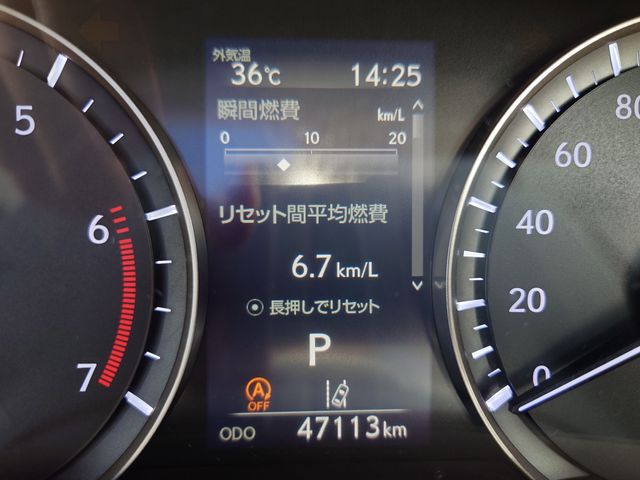 外気温
36℃ 14:25
瞬間燃費 km/L
0 10 20
リセット間平均燃費
6.7 km/L
長押しでリセット
P
A
OFF
ODO 47113 km
5
6
7
80
60
40
20
0